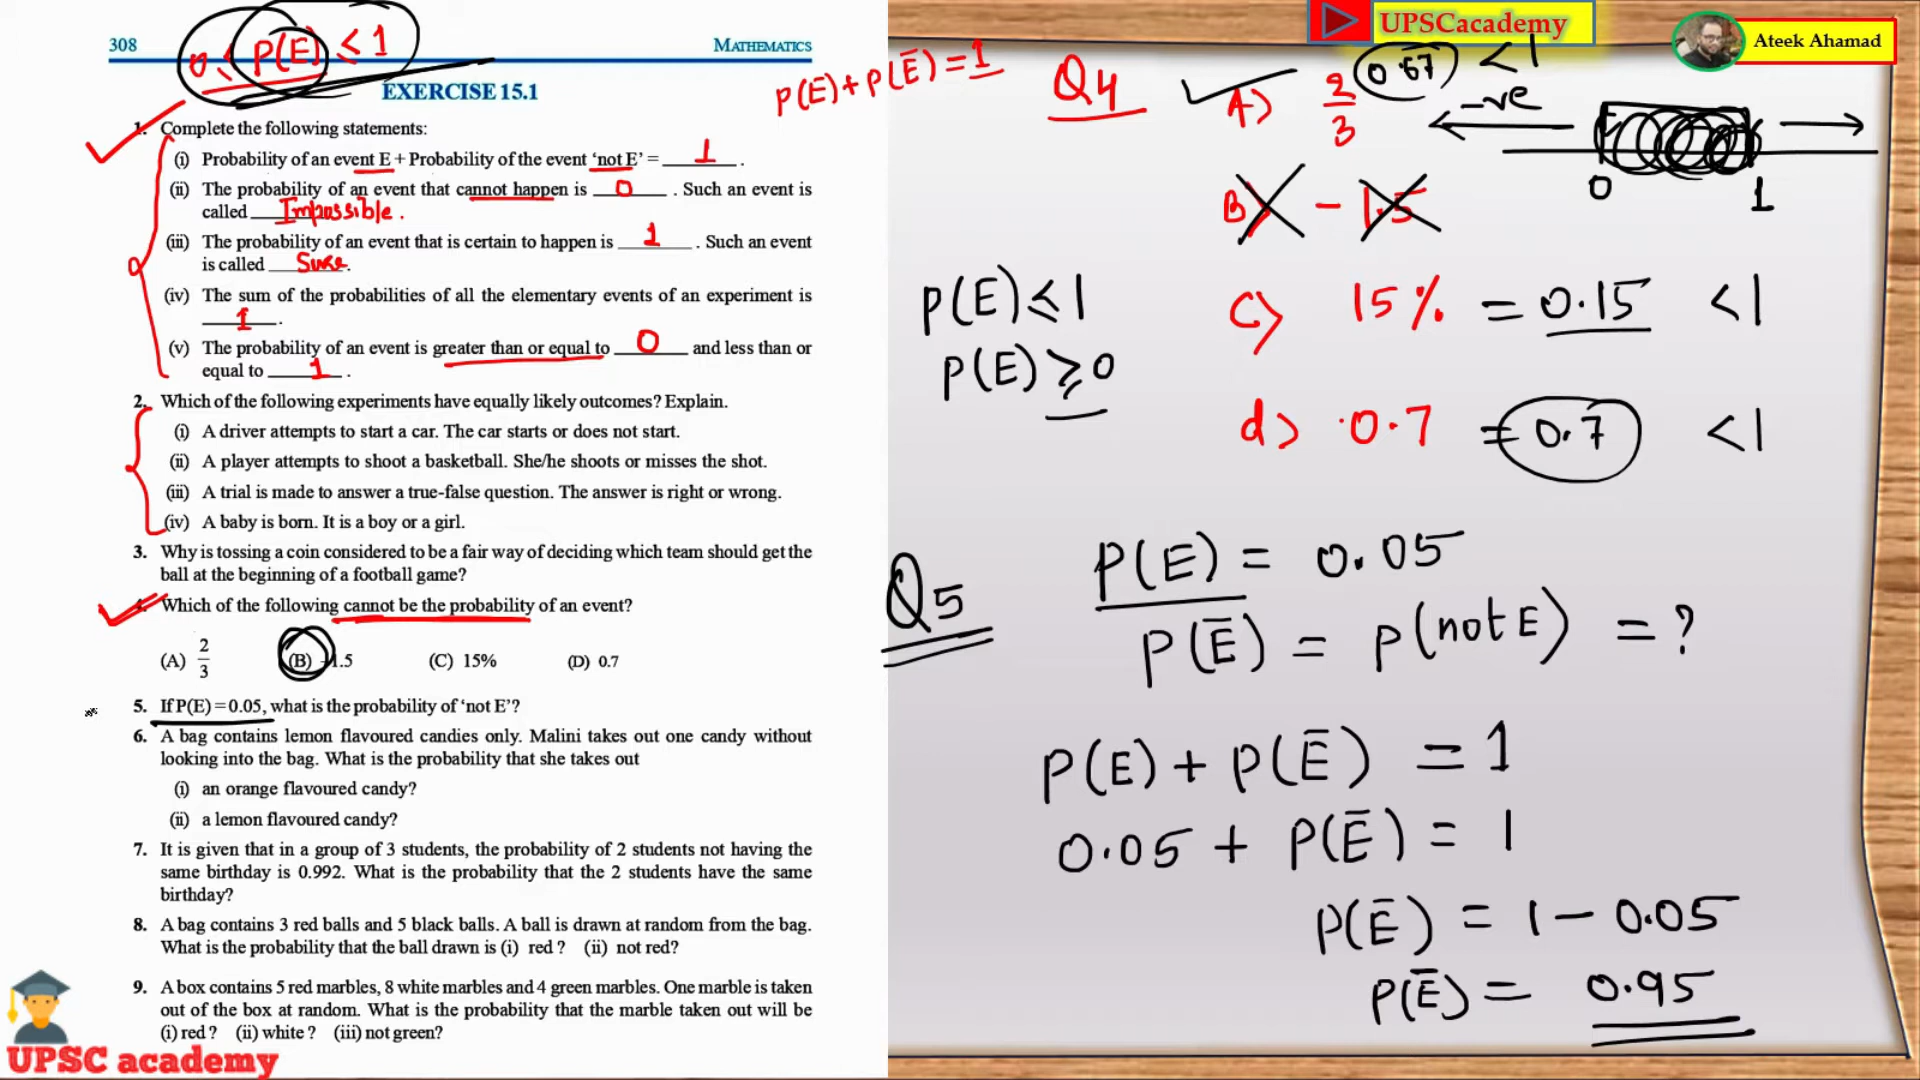 308
0 ≤ P(E) ≤ 1
MATHEMATICS
EXERCISE 15.1
1. Complete the following statements:
(i) Probability of an event E + Probability of the event 'not E' = 1 .
(ii) The probability of an event that cannot happen is 0 . Such an event is
called Impossible.
(iii) The probability of an event that is certain to happen is 1 . Such an event
is called Sure.
(iv) The sum of the probabilities of all the elementary events of an experiment is
1 .
(v) The probability of an event is greater than or equal to 0 and less than or
equal to 1 .
2. Which of the following experiments have equally likely outcomes? Explain.
(i) A driver attempts to start a car. The car starts or does not start.
(ii) A player attempts to shoot a basketball. She/he shoots or misses the shot.
(iii) A trial is made to answer a true-false question. The answer is right or wrong.
(iv) A baby is born. It is a boy or a girl.
3. Why is tossing a coin considered to be a fair way of deciding which team should get the
ball at the beginning of a football game?
4. Which of the following cannot be the probability of an event?
(A) 2/3 (B) –1.5 (C) 15% (D) 0.7
5. If P(E) = 0.05, what is the probability of 'not E'?
6. A bag contains lemon flavoured candies only. Malini takes out one candy without
looking into the bag. What is the probability that she takes out
(i) an orange flavoured candy?
(ii) a lemon flavoured candy?
7. It is given that in a group of 3 students, the probability of 2 students not having the
same birthday is 0.992. What is the probability that the 2 students have the same
birthday?
8. A bag contains 3 red balls and 5 black balls. A ball is drawn at random from the bag.
What is the probability that the ball drawn is (i) red ? (ii) not red?
9. A box contains 5 red marbles, 8 white marbles and 4 green marbles. One marble is taken
out of the box at random. What is the probability that the marble taken out will be
(i) red ? (ii) white ? (iii) not green?
UPSC academy
UPSCacademy
Ateek Ahamad
P(E) + P(Ē) = 1
Q4
A) 2/3 0.67 < 1
-ve
0 1
B) - 1.5
P(E) ≤ 1
P(E) ≥ 0
C) 15% = 0.15 < 1
d) 0.7 = 0.7 < 1
Q5
P(E) = 0.05
P(Ē) = P(not E) = ?
P(E) + P(Ē) = 1
0.05 + P(Ē) = 1
P(Ē) = 1 - 0.05
P(Ē) = 0.95